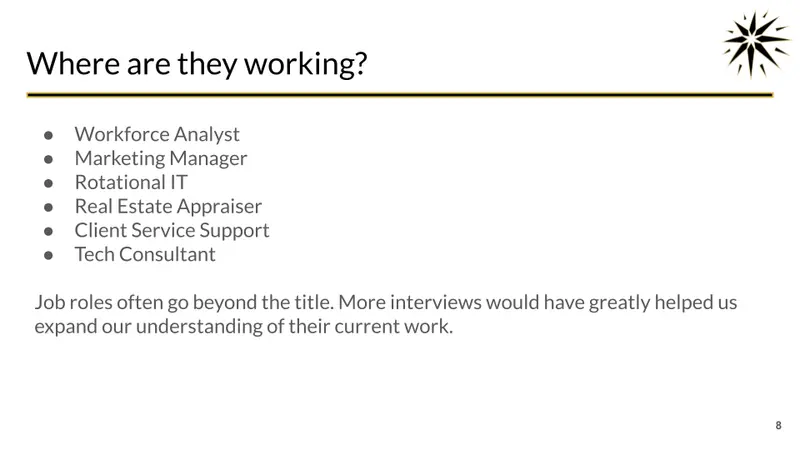 Where are they working?
● Workforce Analyst
● Marketing Manager
● Rotational IT
● Real Estate Appraiser
● Client Service Support
● Tech Consultant
Job roles often go beyond the title. More interviews would have greatly helped us
expand our understanding of their current work.
8